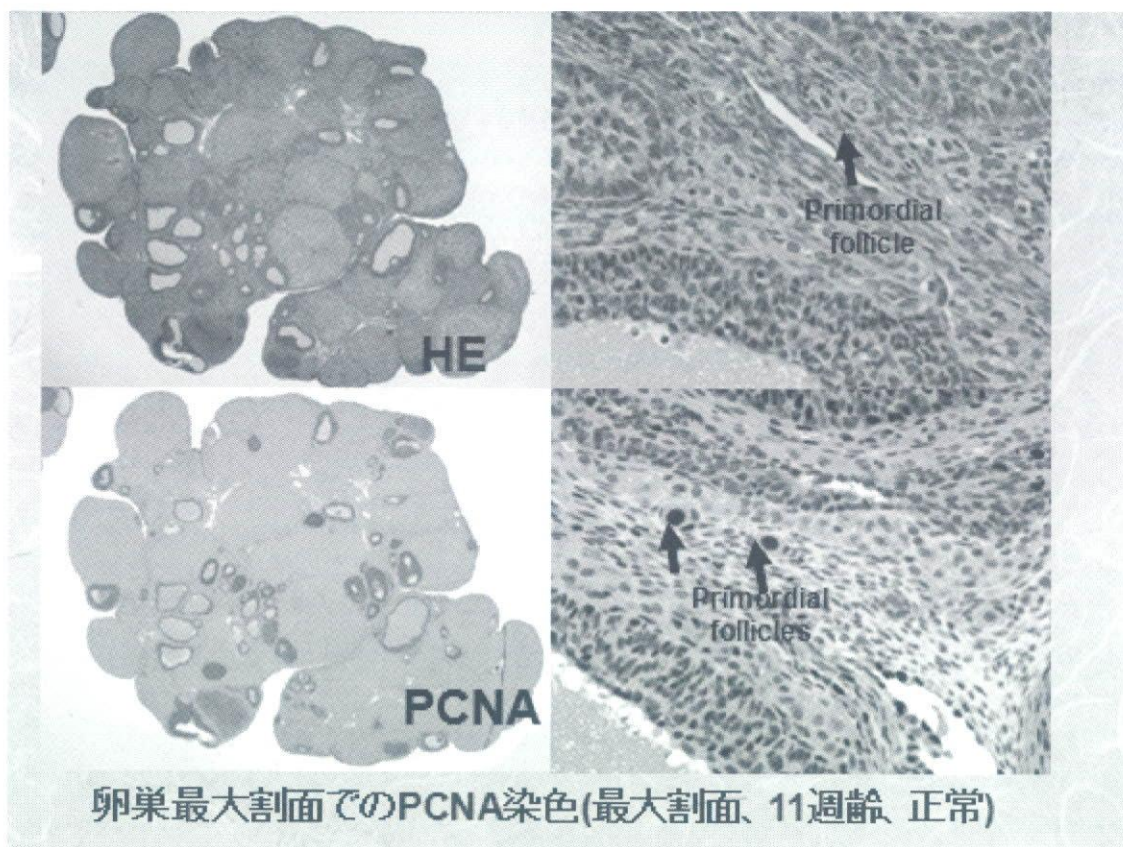 Primordial
follicle
HE
Primordial
follicles
PCNA
卵巣最大割面でのPCNA染色(最大割面、11週齢、正常)